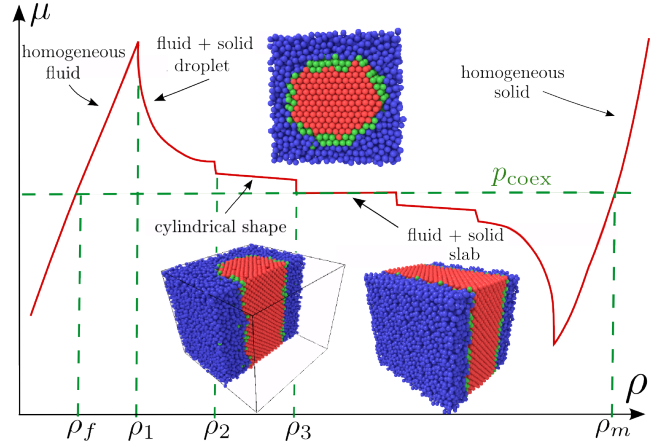 μ
homogeneous
fluid
fluid + solid
droplet
homogeneous
solid
p_coex
cylindrical shape
fluid + solid
slab
ρ
ρ_f
ρ_1
ρ_2
ρ_3
ρ_m